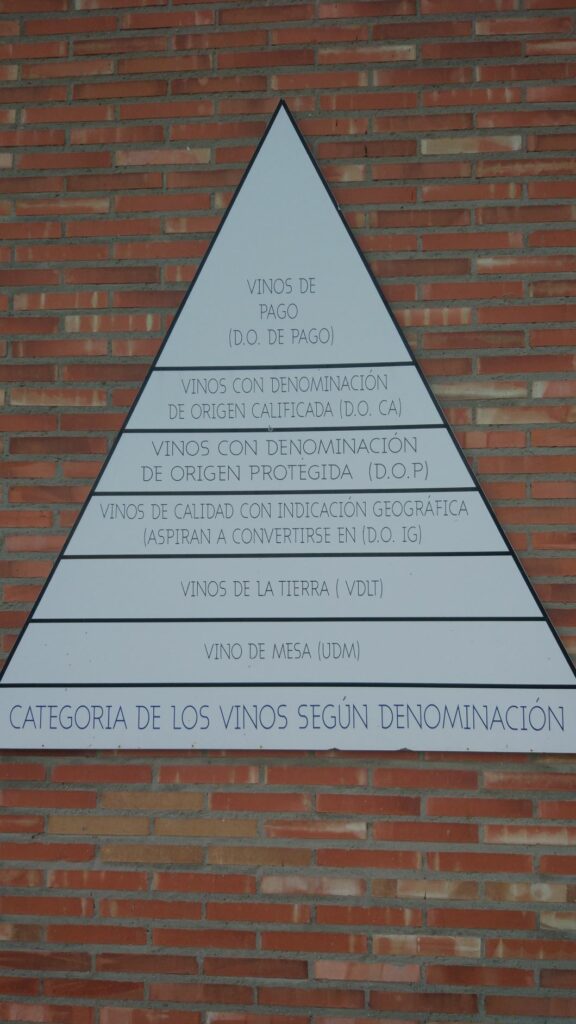 VINOS DE
PAGO
(D.O. DE PAGO)
VINOS CON DENOMINACIÓN
DE ORIGEN CALIFICADA (D.O. CA)
VINOS CON DENOMINACIÓN
DE ORIGEN PROTEGIDA (D.O.P)
VINOS DE CALIDAD CON INDICACIÓN GEOGRÁFICA
(ASPIRAN A CONVERTIRSE EN (D.O. IG)
VINOS DE LA TIERRA ( VDLT)
VINO DE MESA (UDM)
CATEGORIA DE LOS VINOS SEGÚN DENOMINACIÓN